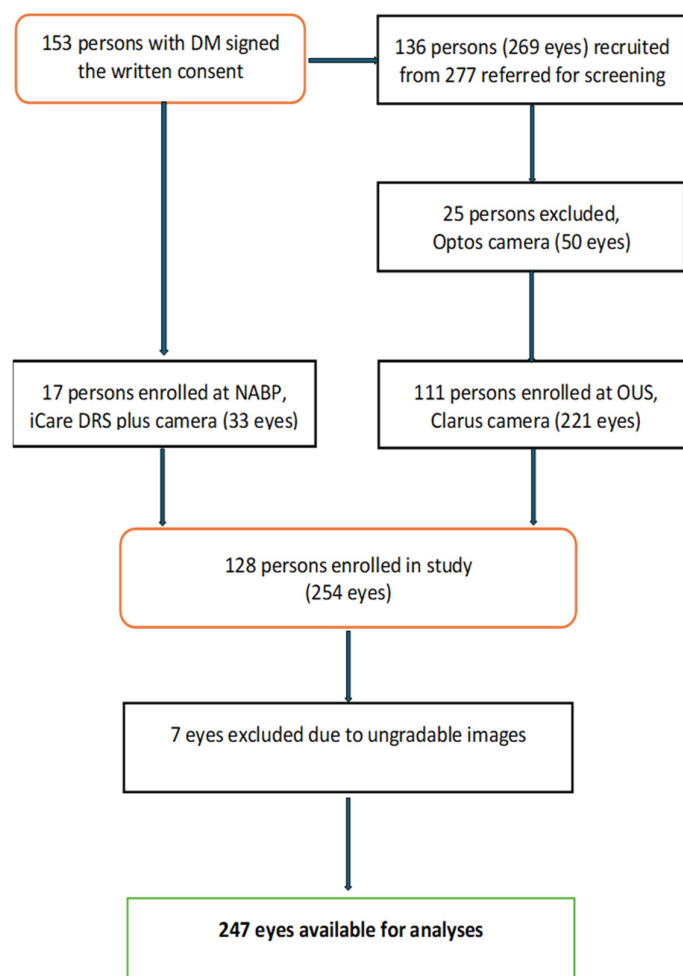 153 persons with DM signed
the written consent
136 persons (269 eyes) recruited
from 277 referred for screening
25 persons excluded,
Optos camera (50 eyes)
17 persons enrolled at NABP,
iCare DRS plus camera (33 eyes)
111 persons enrolled at OUS,
Clarus camera (221 eyes)
128 persons enrolled in study
(254 eyes)
7 eyes excluded due to ungradable images
247 eyes available for analyses